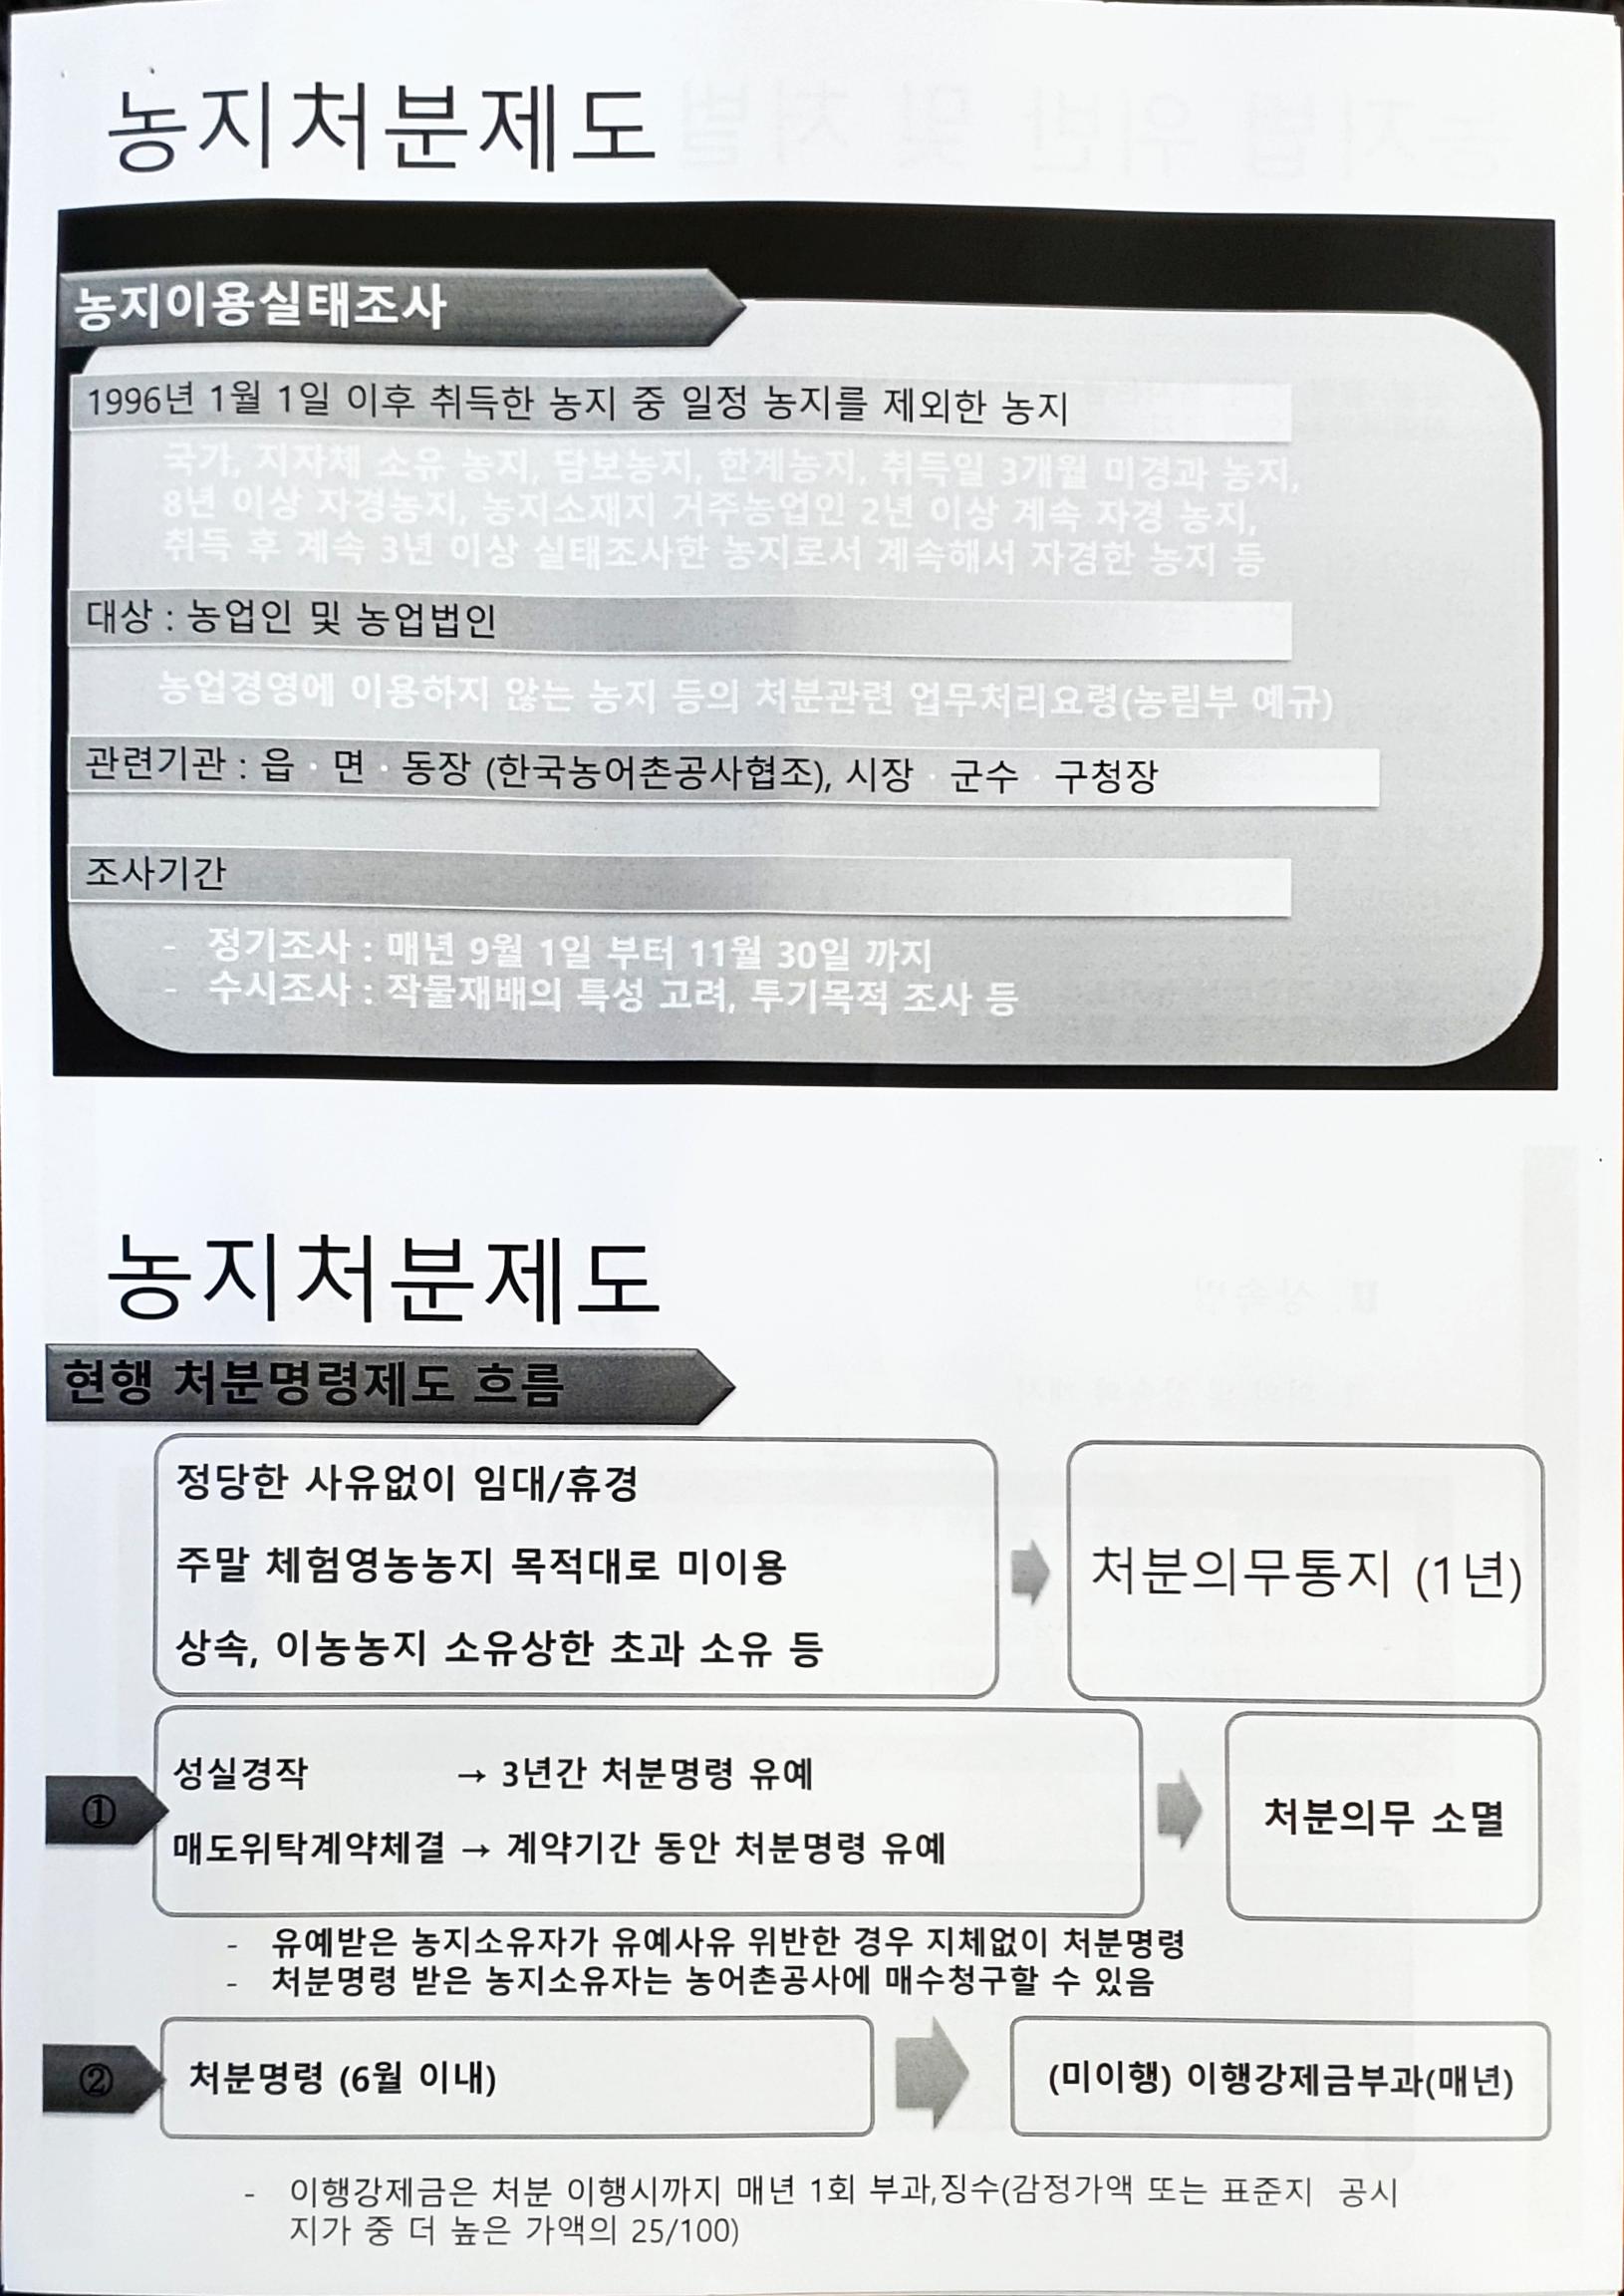 농지처분제도
농지이용실태조사
1996년 1월 1일 이후 취득한 농지 중 일정 농지를 제외한 농지
국가, 지자체 소유 농지, 담보농지, 한계농지, 취득일 3개월 미경과 농지,
8년 이상 자경농지, 농지소재지 거주농업인 2년 이상 계속 자경 농지,
취득 후 계속 3년 이상 실태조사한 농지로서 계속해서 자경한 농지 등
대상 : 농업인 및 농업법인
농업경영에 이용하지 않는 농지 등의 처분관련 업무처리요령(농림부 예규)
관련기관 : 읍 · 면 · 동장 (한국농어촌공사협조), 시장 · 군수 · 구청장
조사기간
- 정기조사 : 매년 9월 1일 부터 11월 30일 까지
- 수시조사 : 작물재배의 특성 고려, 투기목적 조사 등
농지처분제도
현행 처분명령제도 흐름
정당한 사유없이 임대/휴경
주말 체험영농농지 목적대로 미이용
상속, 이농농지 소유상한 초과 소유 등
처분의무통지 (1년)
①
성실경작 → 3년간 처분명령 유예
매도위탁계약체결 → 계약기간 동안 처분명령 유예
처분의무 소멸
- 유예받은 농지소유자가 유예사유 위반한 경우 지체없이 처분명령
- 처분명령 받은 농지소유자는 농어촌공사에 매수청구할 수 있음
②
처분명령 (6월 이내)
(미이행) 이행강제금부과(매년)
- 이행강제금은 처분 이행시까지 매년 1회 부과,징수(감정가액 또는 표준지 공시
지가 중 더 높은 가액의 25/100)